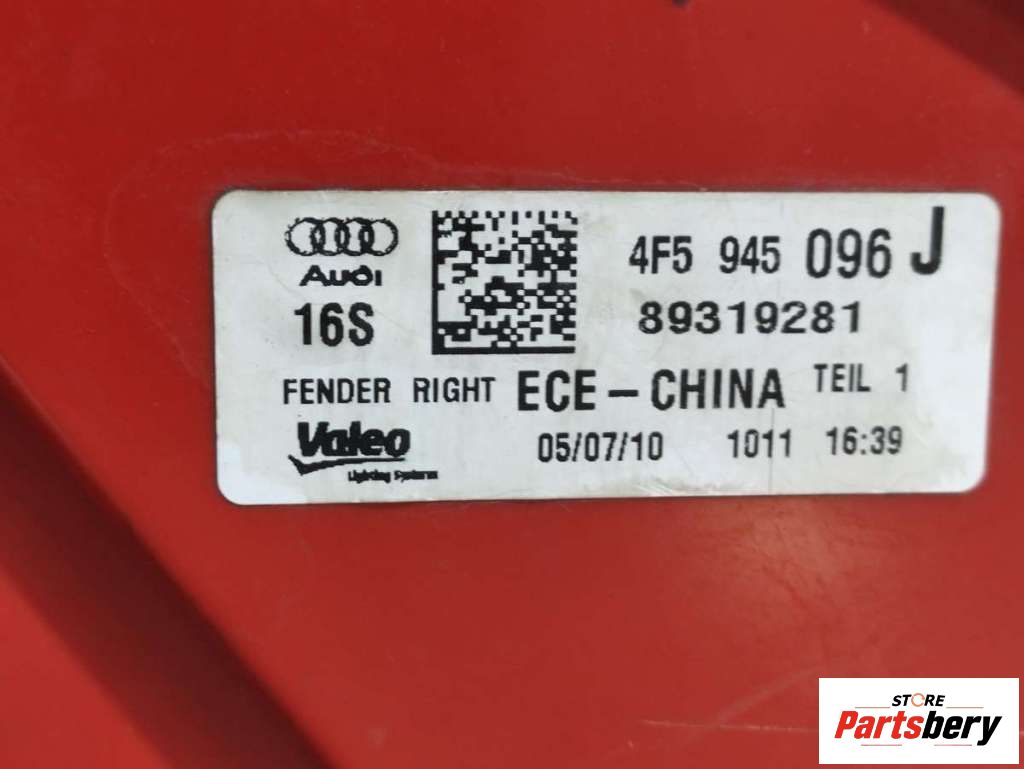 4F5 945 096 J
Audi
16S
89319281
FENDER RIGHT ECE-CHINA TEIL 1
Valeo 05/07/10 1011 16:39
Lighting Systems
STORE
Partsbery